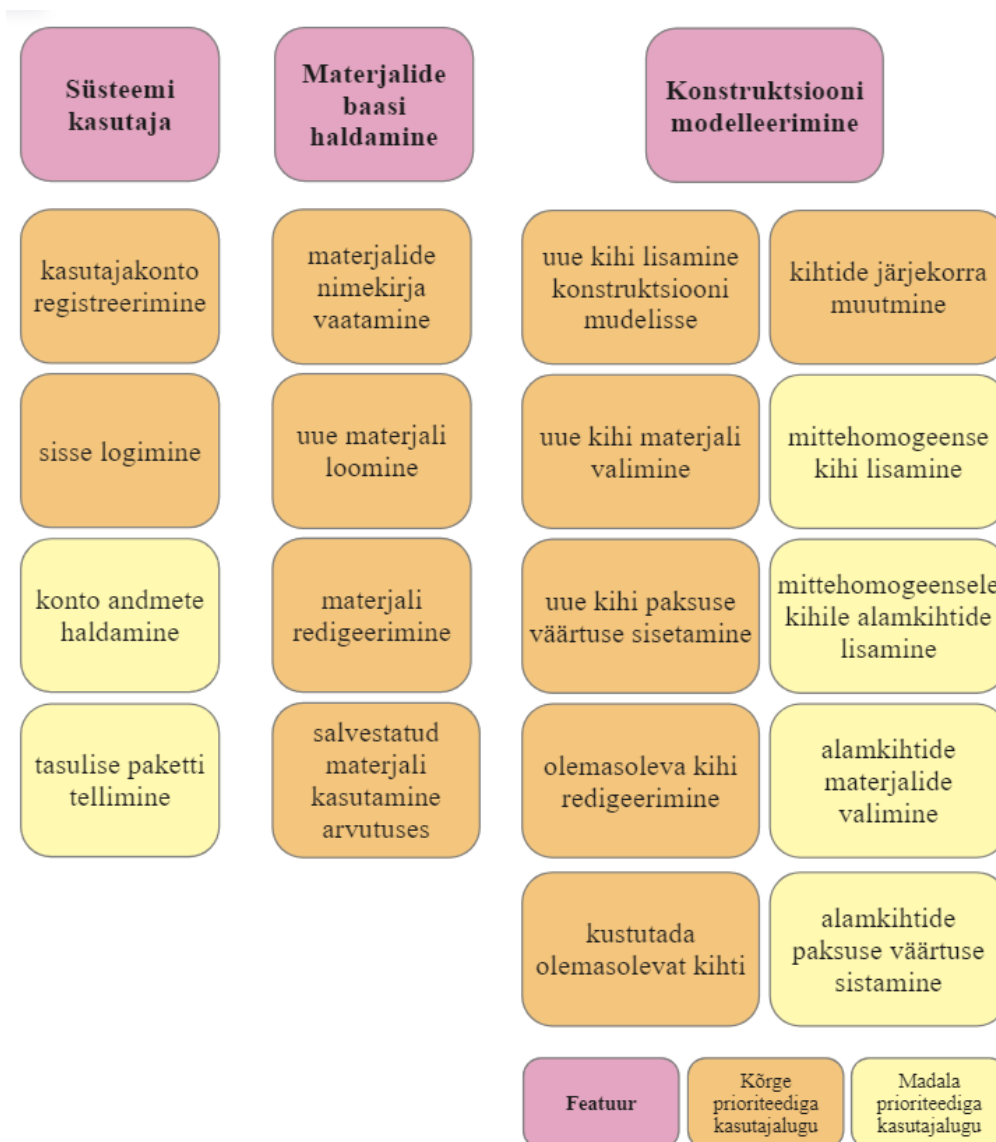 Süsteemi
kasutaja
Materjalide
baasi
haldamine
Konstruktsiooni
modelleerimine
kasutajakonto
registreerimine
materjalide
nimekirja
vaatamine
uue kihi lisamine
konstruktsiooni
mudelisse
kihtide järjekorra
muutmine
sisse logimine
uue materjali
loomine
uue kihi materjali
valimine
mittehomogeense
kihi lisamine
konto andmete
haldamine
materjali
redigeerimine
uue kihi paksuse
väärtuse sisetamine
mittehomogeensele
kihile alamkihtide
lisamine
tasulise paketti
tellimine
salvestatud
materjali
kasutamine
arvutuses
olemasoleva kihi
redigeerimine
alamkihtide
materjalide
valimine
kustutada
olemasolevat kihti
alamkihtide
paksuse väärtuse
sistamine
Featuur
Kõrge
prioriteediga
kasutajalugu
Madala
prioriteediga
kasutajalugu